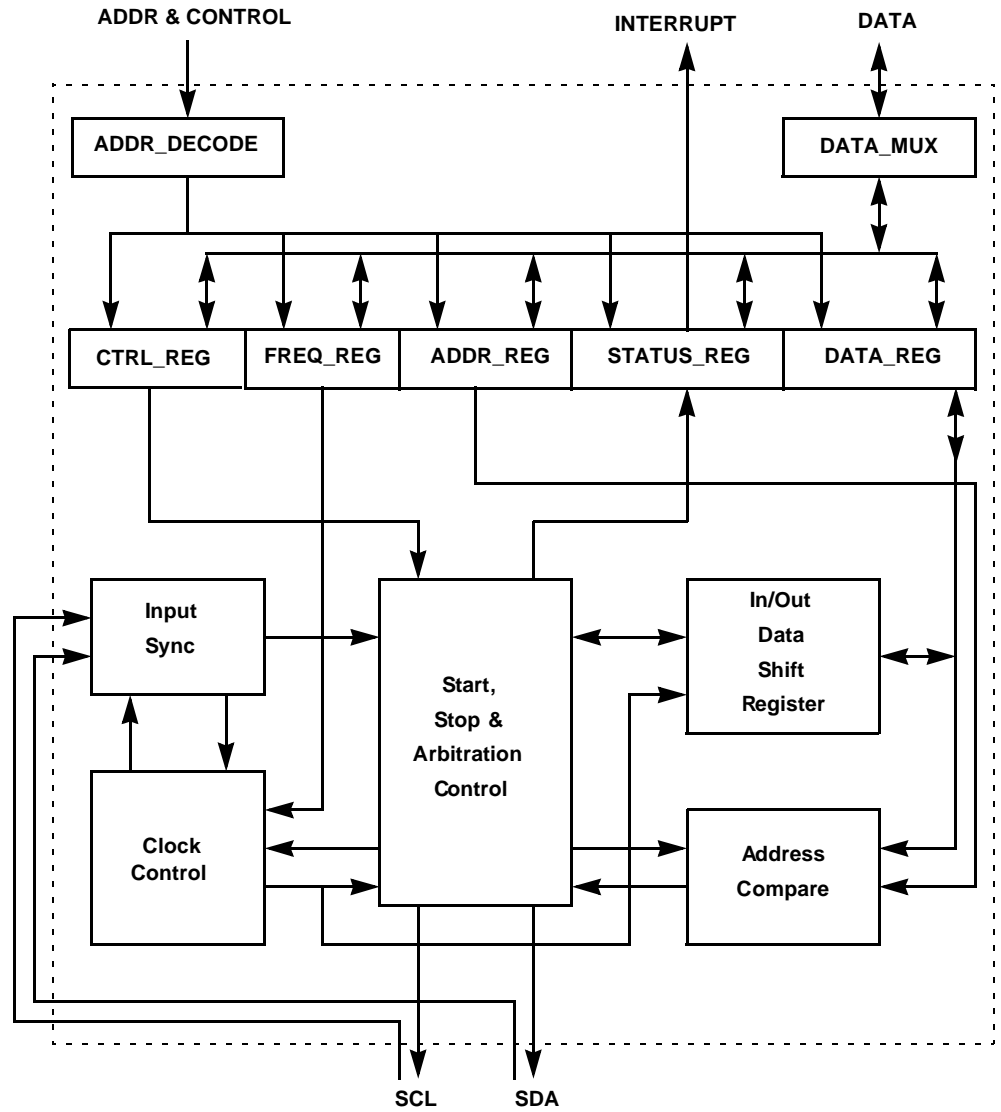 ADDR & CONTROL
INTERRUPT
DATA
ADDR_DECODE
DATA_MUX
CTRL_REG
FREQ_REG
ADDR_REG
STATUS_REG
DATA_REG
Input
Sync
Start,
Stop &
Arbitration
Control
In/Out
Data
Shift
Register
Clock
Control
Address
Compare
SCL
SDA